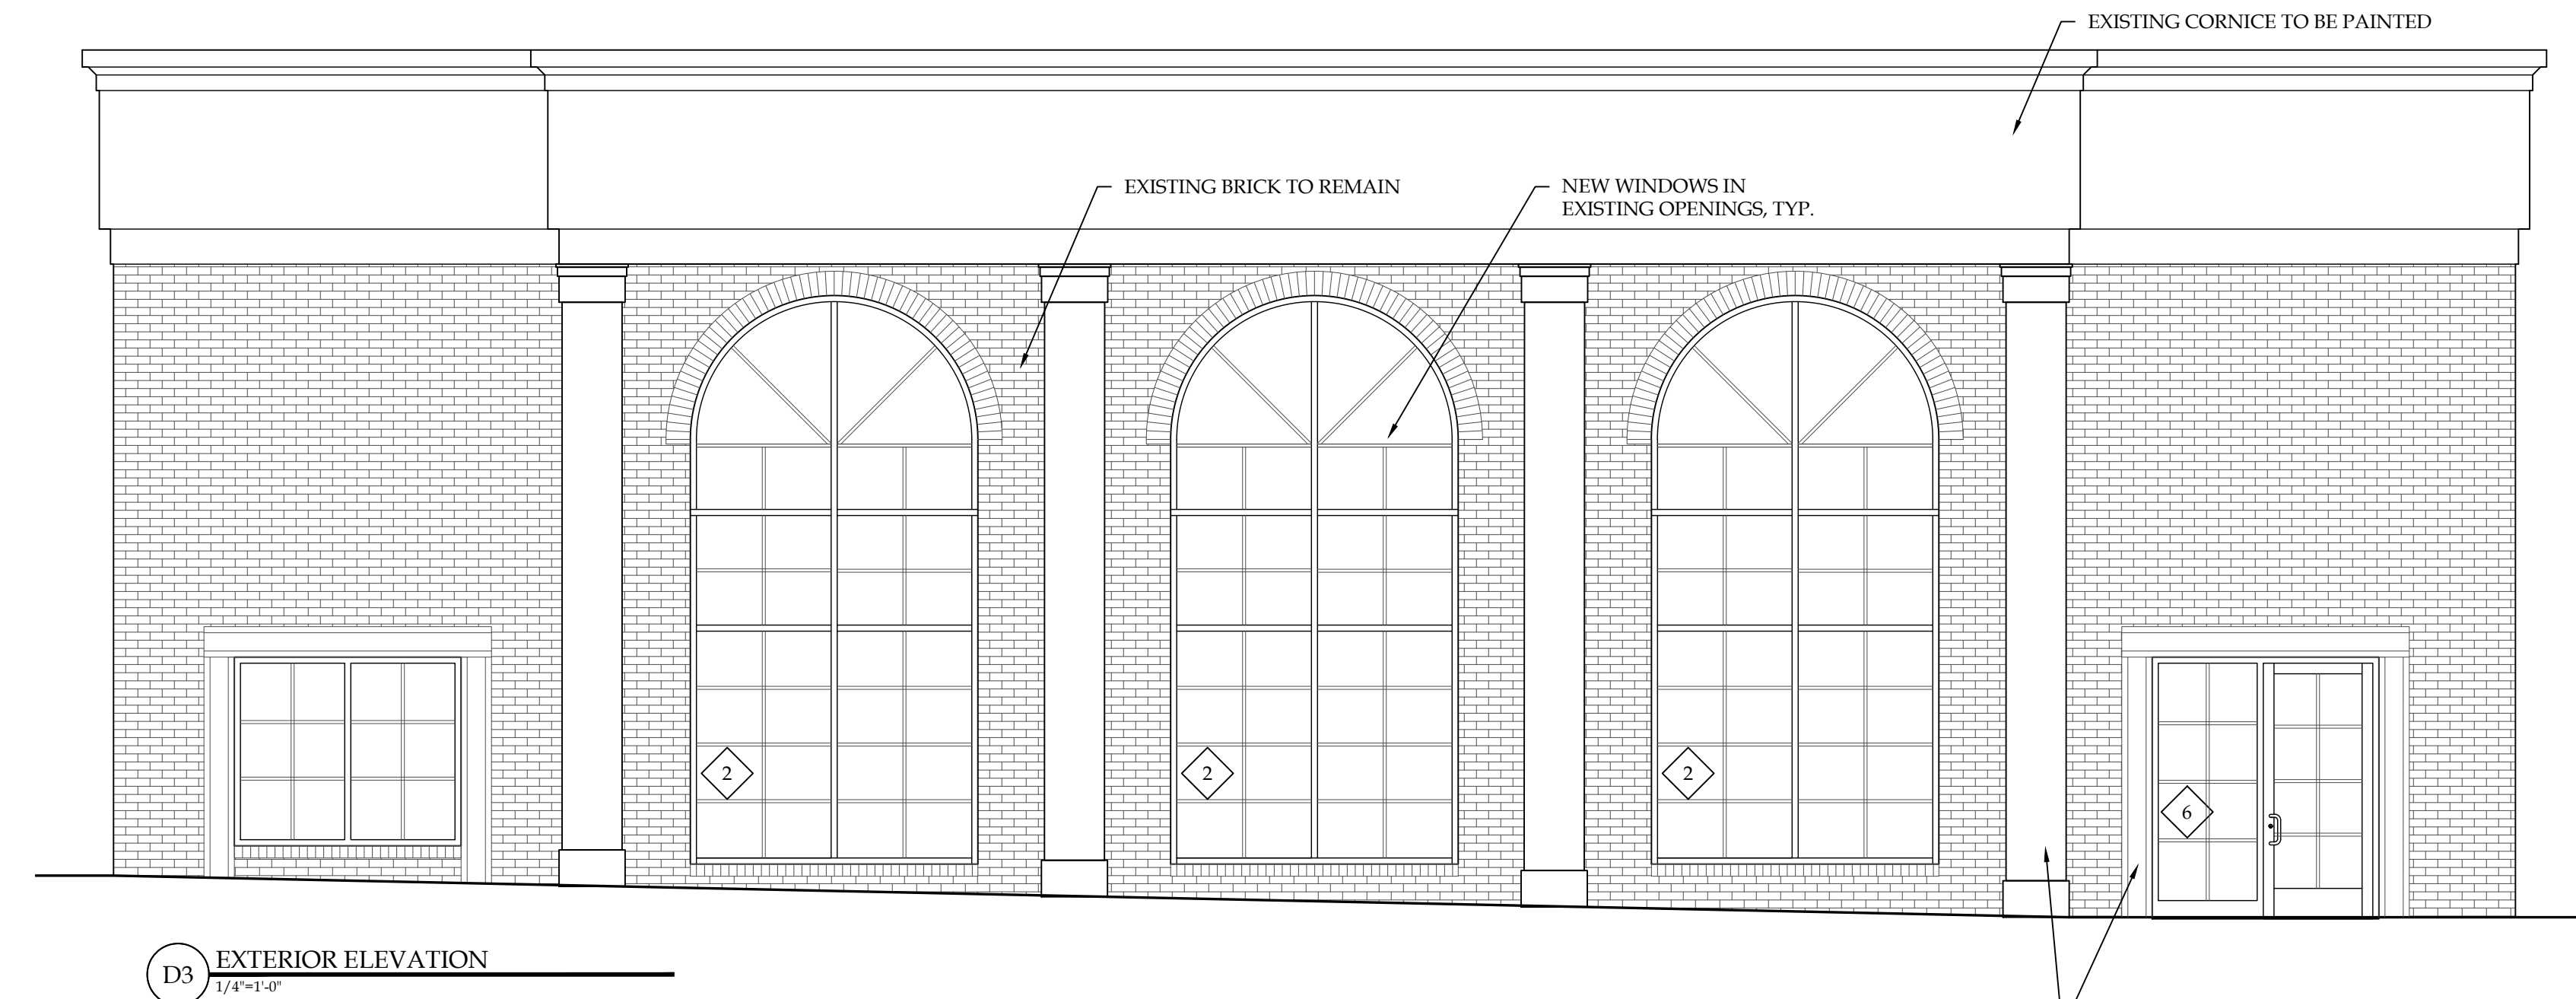 EXISTING CORNICE TO BE PAINTED
EXISTING BRICK TO REMAIN
NEW WINDOWS IN
EXISTING OPENINGS, TYP.
2
2
2
6
D3
EXTERIOR ELEVATION
1/4"=1'-0"